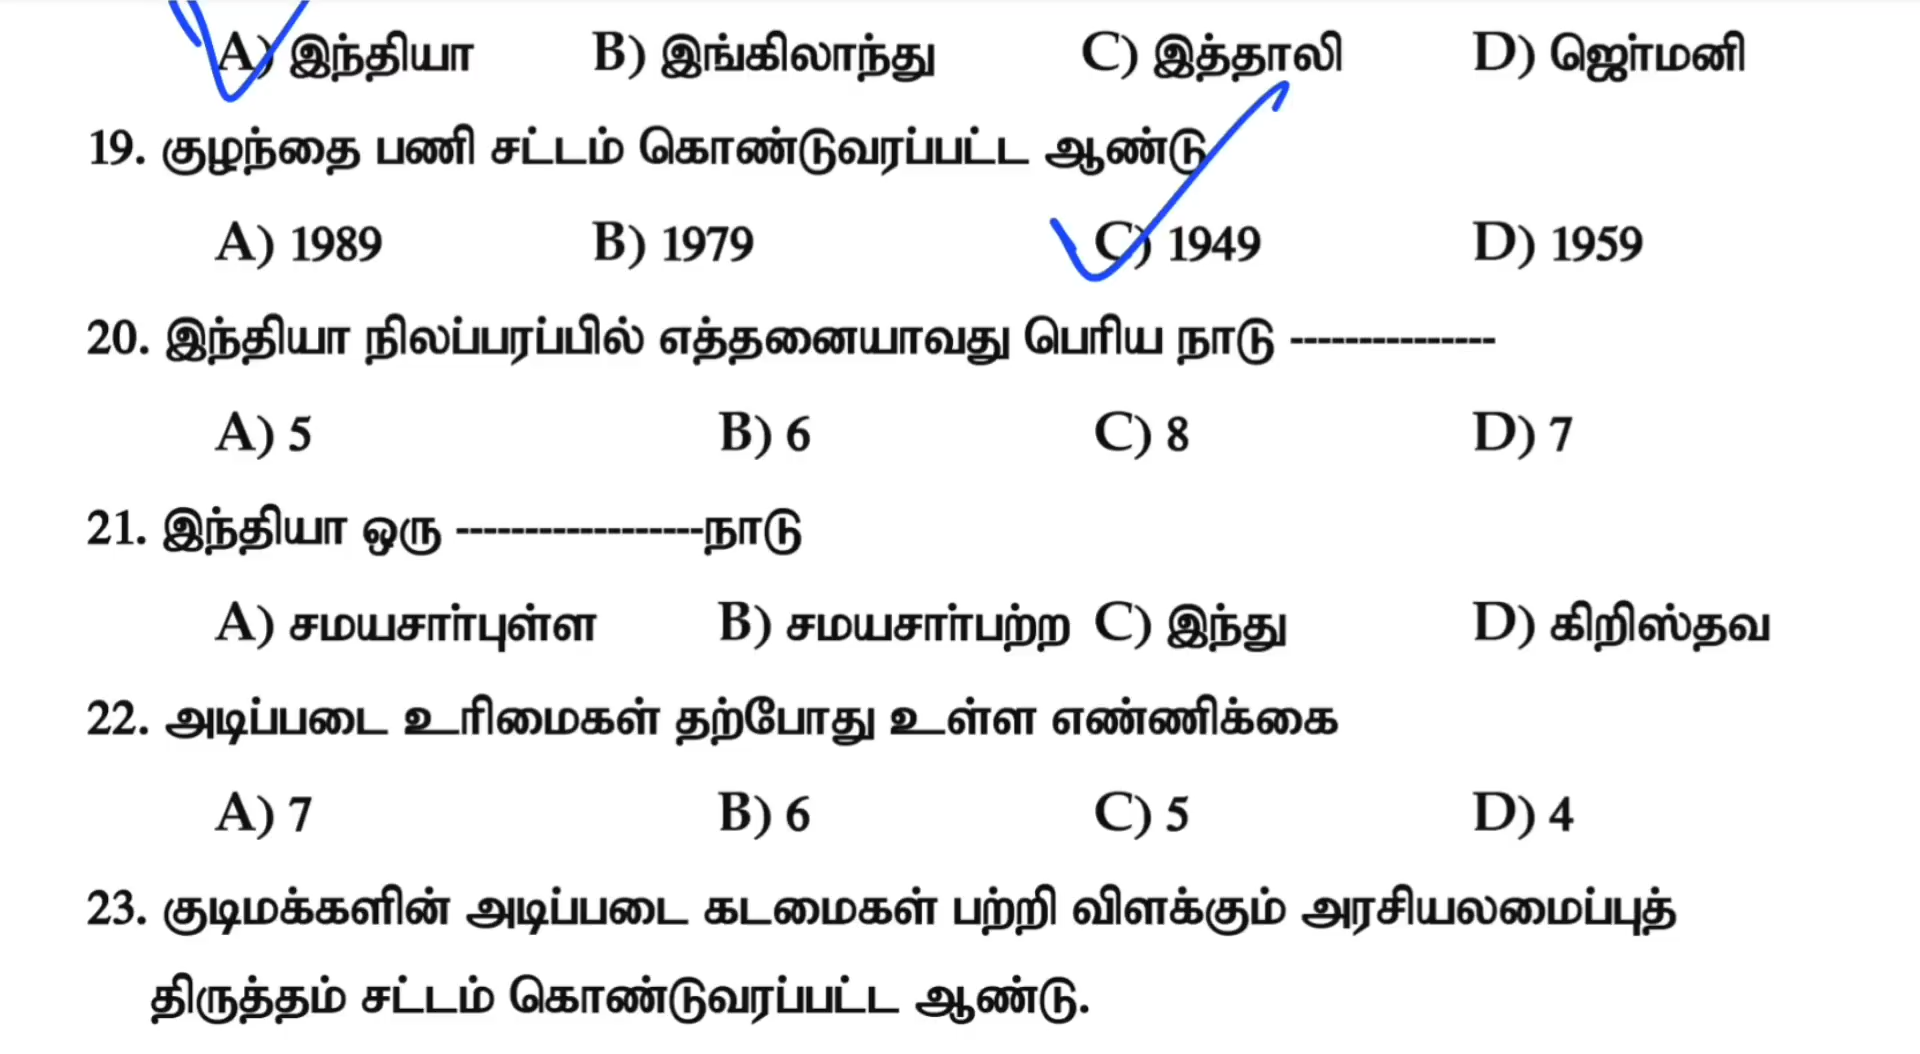 A) இந்தியா B) இங்கிலாந்து C) இத்தாலி D) ஜெர்மனி
19. குழந்தை பணி சட்டம் கொண்டுவரப்பட்ட ஆண்டு
A) 1989 B) 1979 C) 1949 D) 1959
20. இந்தியா நிலப்பரப்பில் எத்தனையாவது பெரிய நாடு ---------------
A) 5 B) 6 C) 8 D) 7
21. இந்தியா ஒரு ------------------நாடு
A) சமயசார்புள்ள B) சமயசார்பற்ற C) இந்து D) கிறிஸ்தவ
22. அடிப்படை உரிமைகள் தற்போது உள்ள எண்ணிக்கை
A) 7 B) 6 C) 5 D) 4
23. குடிமக்களின் அடிப்படை கடமைகள் பற்றி விளக்கும் அரசியலமைப்புத்
திருத்தம் சட்டம் கொண்டுவரப்பட்ட ஆண்டு.